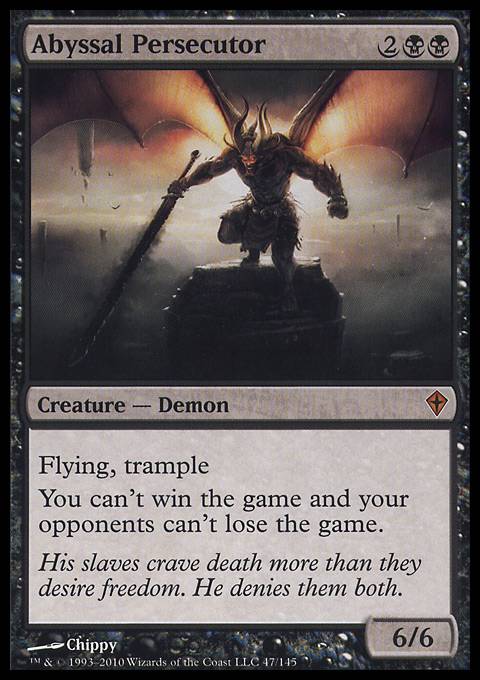 Abyssal Persecutor 2
Creature — Demon
Flying, trample
You can't win the game and your
opponents can't lose the game.
His slaves crave death more than they
desire freedom. He denies them both.
6/6
Chippy
™ & © 1993–2010 Wizards of the Coast LLC 47/145